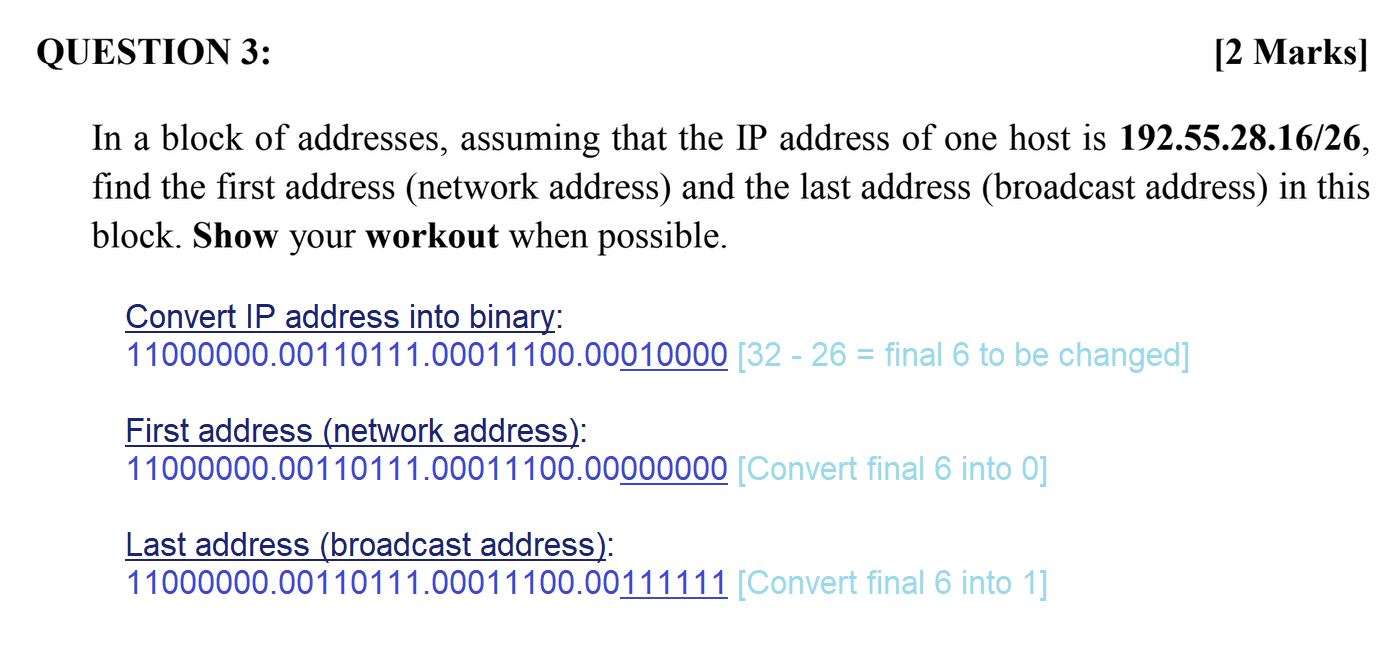 QUESTION 3: [2 Marks]
In a block of addresses, assuming that the IP address of one host is 192.55.28.16/26,
find the first address (network address) and the last address (broadcast address) in this
block. Show your workout when possible.
Convert IP address into binary:
11000000.00110111.00011100.00010000 [32 - 26 = final 6 to be changed]
First address (network address):
11000000.00110111.00011100.00000000 [Convert final 6 into 0]
Last address (broadcast address):
11000000.00110111.00011100.00111111 [Convert final 6 into 1]